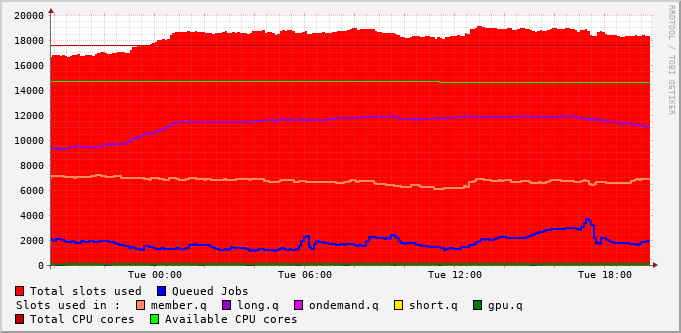 20000
18000
16000
14000
12000
10000
8000
6000
4000
2000
0
Tue 00:00 Tue 06:00 Tue 12:00 Tue 18:00
Total slots used Queued Jobs
Slots used in : member.q long.q ondemand.q short.q gpu.q
Total CPU cores Available CPU cores
RRDTOOL / TOBI OETIKER